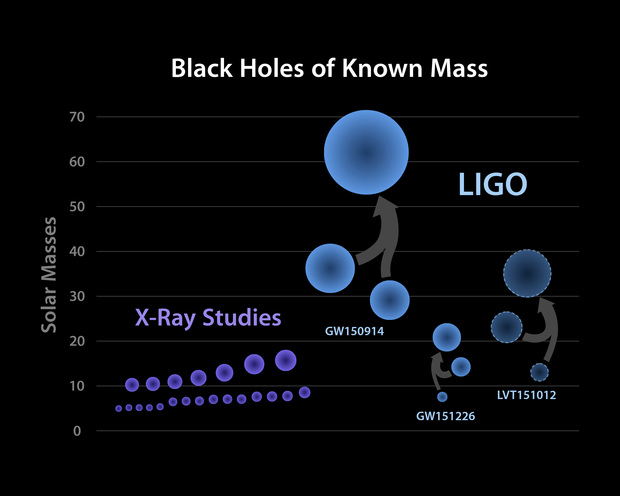 Black Holes of Known Mass
70
60
50
40
30
20
10
0
Solar Masses
LIGO
X-Ray Studies
GW150914
GW151226
LVT151012